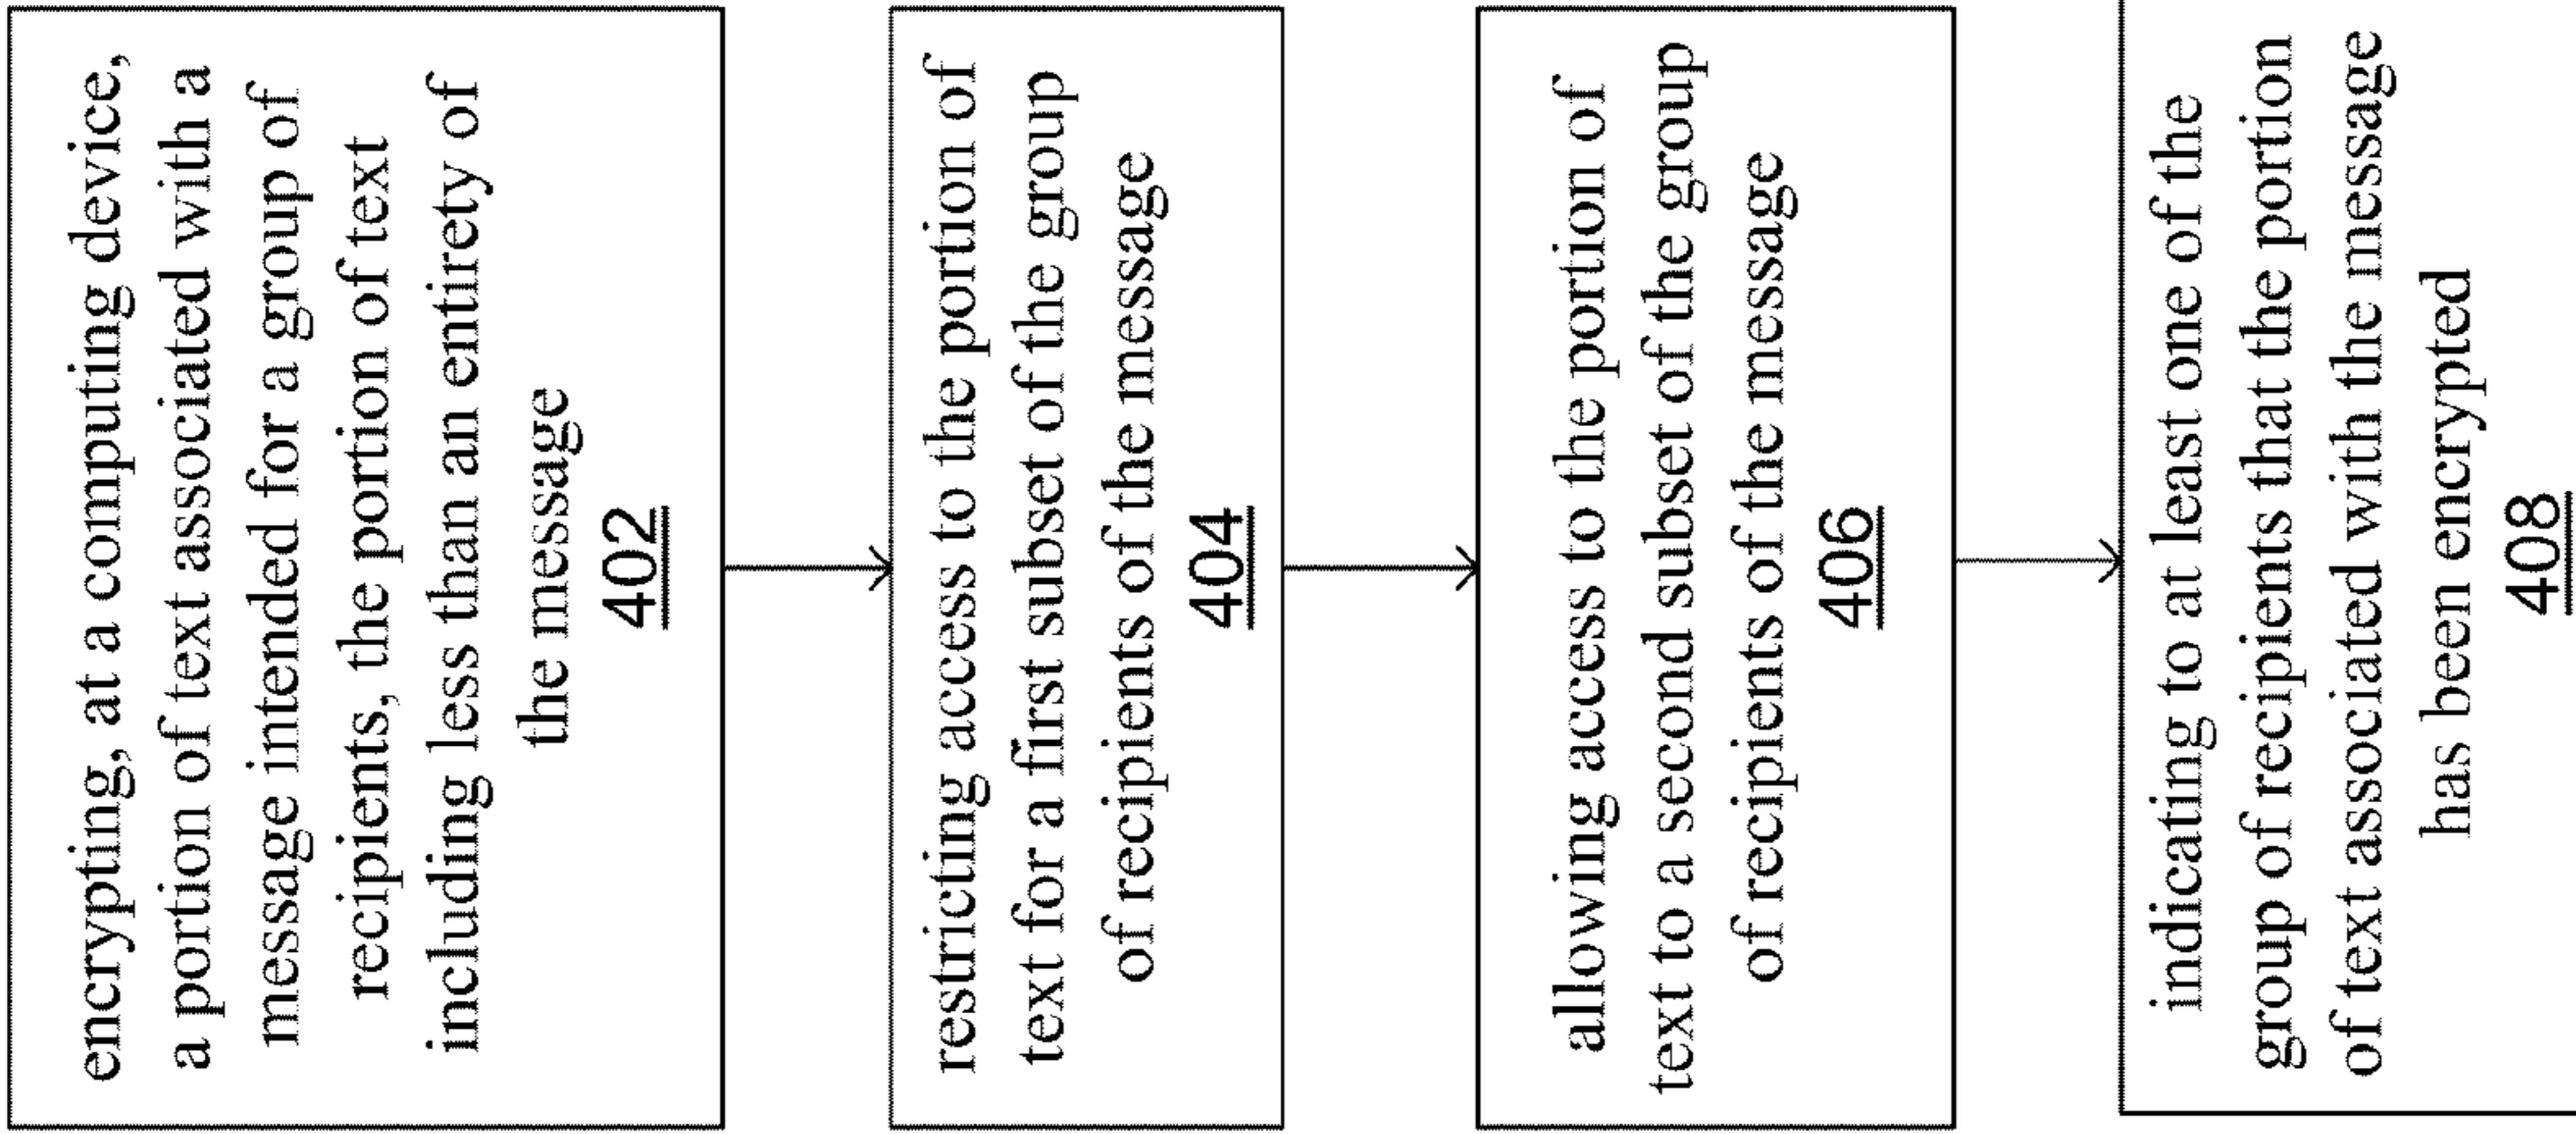 encrypting, at a computing device,
a portion of text associated with a
message intended for a group of
recipients, the portion of text
including less than an entirety of
the message
402
restricting access to the portion of
text for a first subset of the group
of recipients of the message
404
allowing access to the portion of
text to a second subset of the group
of recipients of the message
406
indicating to at least one of the
group of recipients that the portion
of text associated with the message
has been encrypted
408